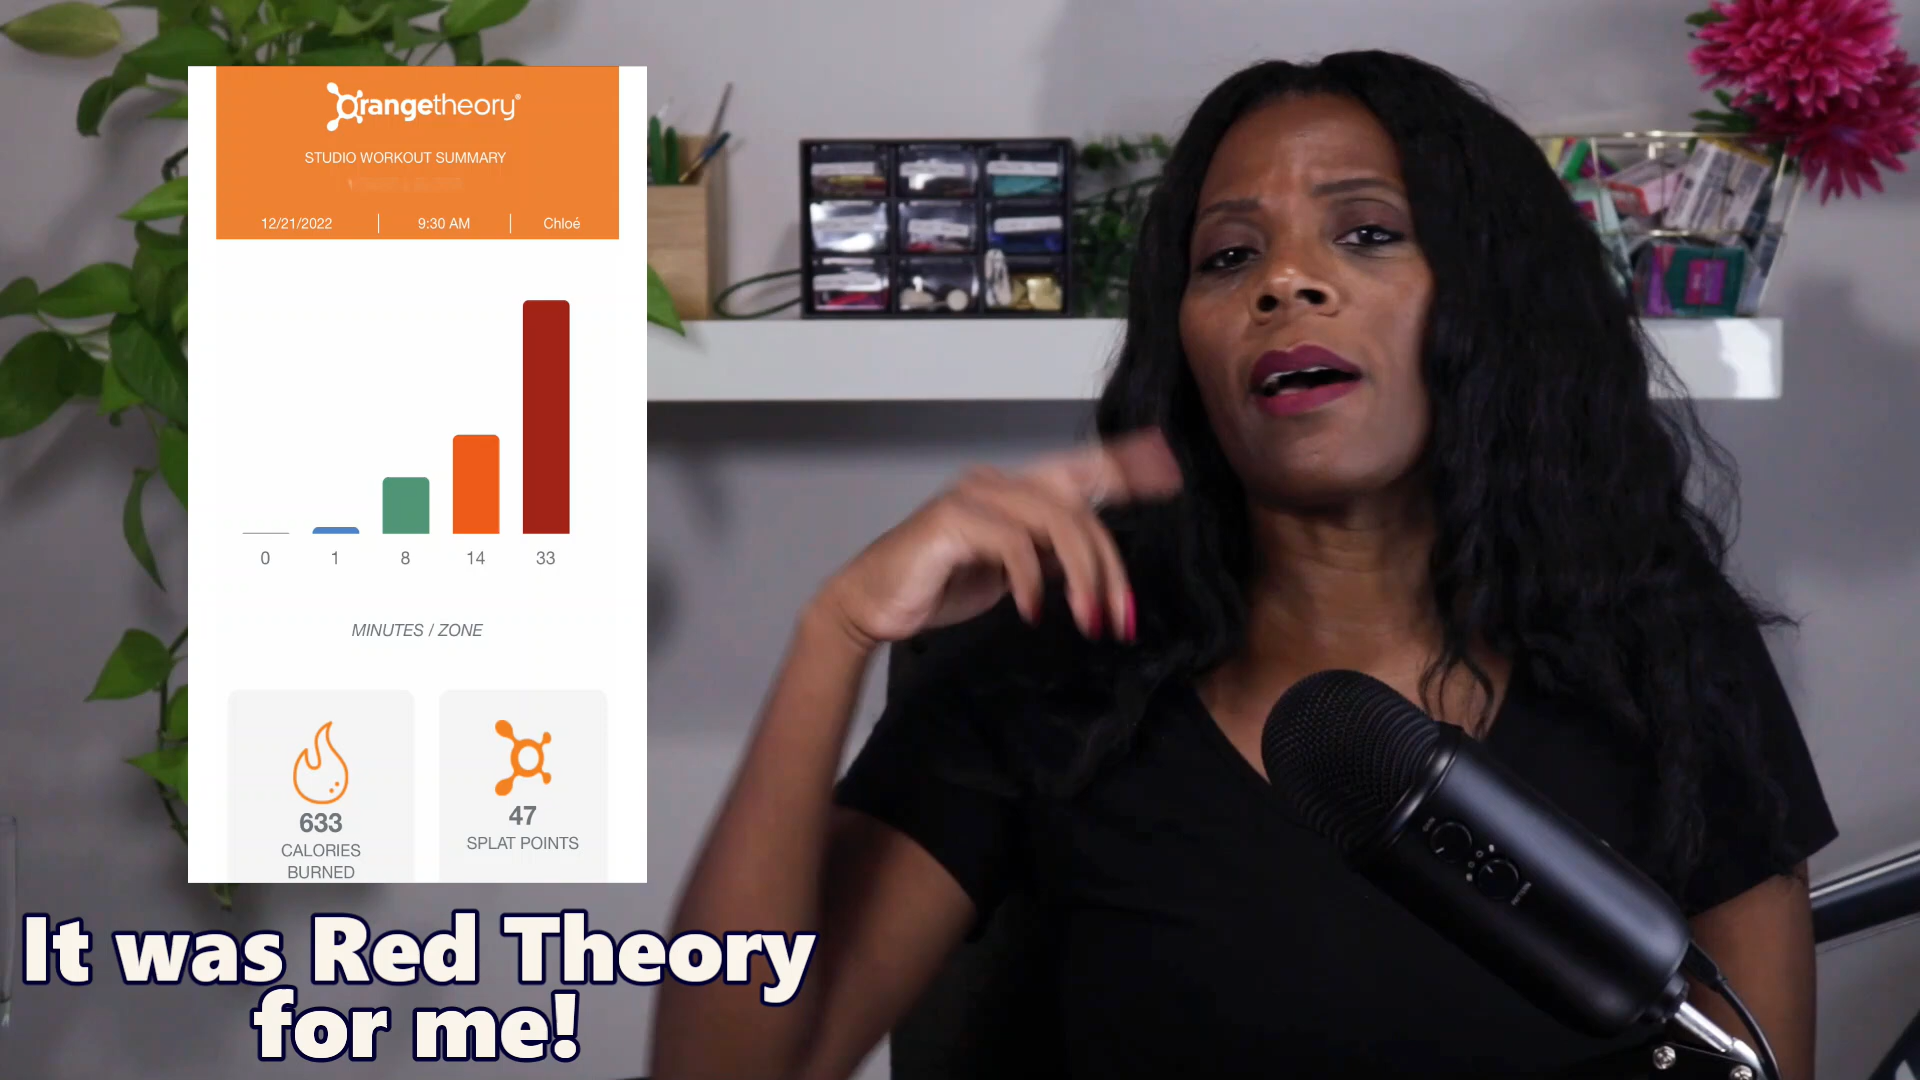 orangetheory®
STUDIO WORKOUT SUMMARY
12/21/2022 | 9:30 AM | Chloé
0 1 8 14 33
MINUTES / ZONE
633 47
CALORIES SPLAT POINTS
BURNED
It was Red Theory
for me!